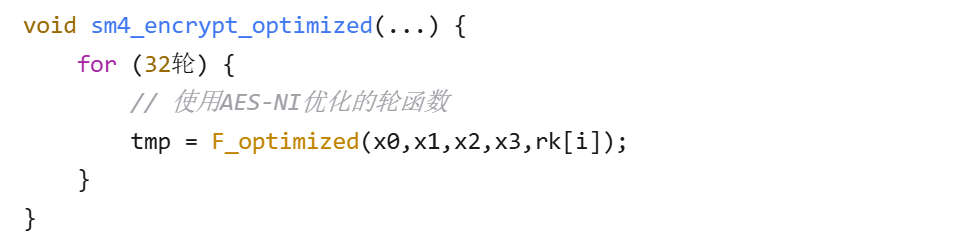 void sm4_encrypt_optimized(...) {
    for (32轮) {
        // 使用AES-NI优化的轮函数
        tmp = F_optimized(x0,x1,x2,x3,rk[i]);
    }
}